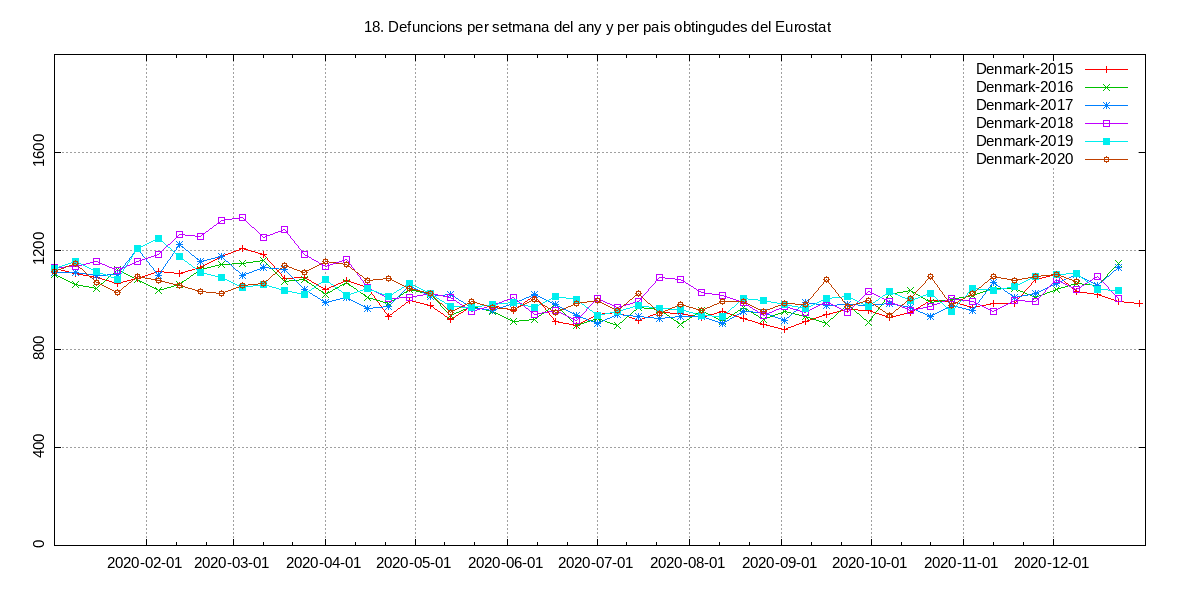 18. Defuncions per setmana del any y per pais obtingudes del Eurostat
Denmark-2015
Denmark-2016
Denmark-2017
Denmark-2018
Denmark-2019
Denmark-2020
1600
1200
800
400
0
2020-02-01 2020-03-01 2020-04-01 2020-05-01 2020-06-01 2020-07-01 2020-08-01 2020-09-01 2020-10-01 2020-11-01 2020-12-01